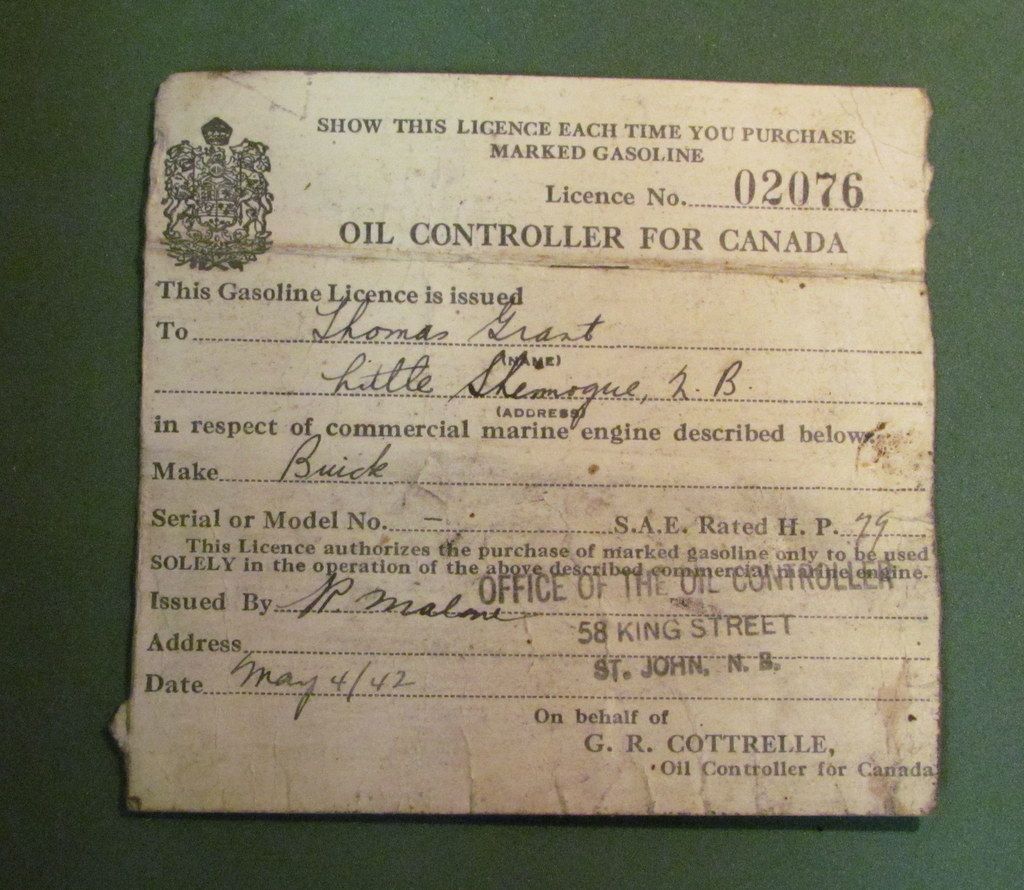 SHOW THIS LICENCE EACH TIME YOU PURCHASE
MARKED GASOLINE
Licence No. 02076
OIL CONTROLLER FOR CANADA
This Gasoline Licence is issued
To Thomas Grant
(NAME)
Little Shemogue, N. B.
(ADDRESS)
in respect of commercial marine engine described below.
Make Buick
Serial or Model No. — S.A.E. Rated H. P. 79
This Licence authorizes the purchase of marked gasoline only to be used
SOLELY in the operation of the above described commercial marine engine.
OFFICE OF THE OIL CONTROLLER
Issued By R. Malone
58 KING STREET
Address
ST. JOHN, N. B.
Date May 4/42
On behalf of
G. R. COTTRELLE,
Oil Controller for Canada